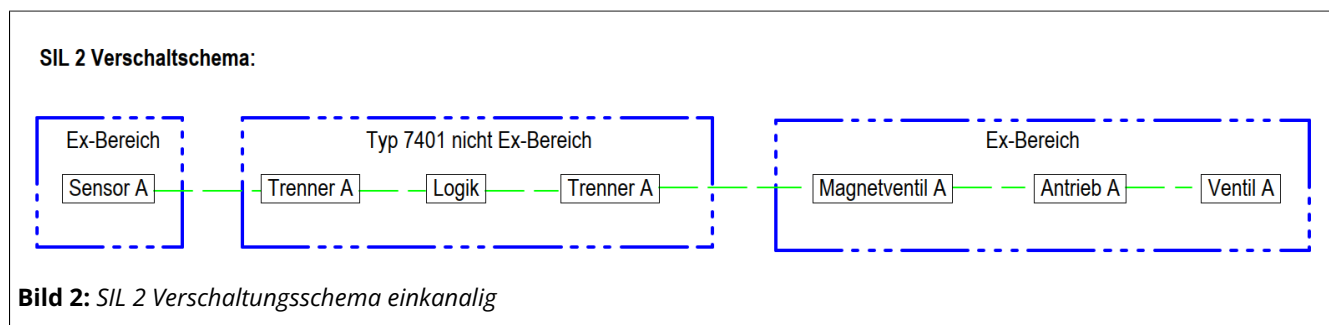 SIL 2 Verschaltschema:
Ex-Bereich
Typ 7401 nicht Ex-Bereich
Ex-Bereich
Sensor A
Trenner A
Logik
Trenner A
Magnetventil A
Antrieb A
Ventil A
Bild 2: SIL 2 Verschaltungsschema einkanalig